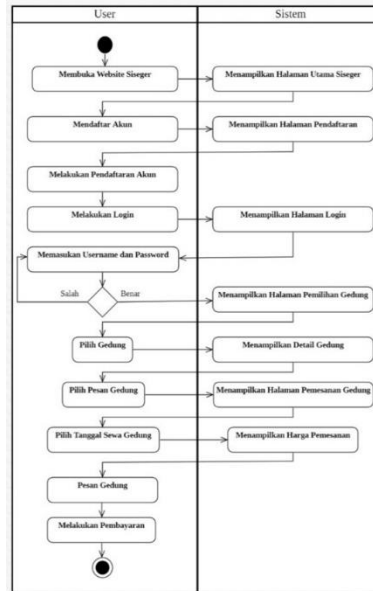 User
Sistem
Membuka Website Siseger
Menampilkan Halaman Utama Siseger
Mendaftar Akun
Menampilkan Halaman Pendaftaran
Melakukan Pendaftaran Akun
Melakukan Login
Menampilkan Halaman Login
Memasukan Username dan Password
Salah
Benar
Menampilkan Halaman Pemilihan Gedung
Pilih Gedung
Menampilkan Detail Gedung
Pilih Pesan Gedung
Menampilkan Halaman Pemesanan Gedung
Pilih Tanggal Sewa Gedung
Menampilkan Harga Pemesanan
Pesan Gedung
Melakukan Pembayaran